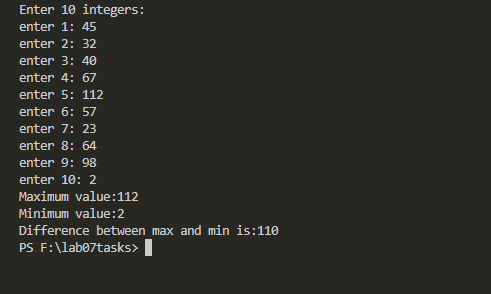 Enter 10 integers:
enter 1: 45
enter 2: 32
enter 3: 40
enter 4: 67
enter 5: 112
enter 6: 57
enter 7: 23
enter 8: 64
enter 9: 98
enter 10: 2
Maximum value:112
Minimum value:2
Difference between max and min is:110
PS F:\lab07tasks>